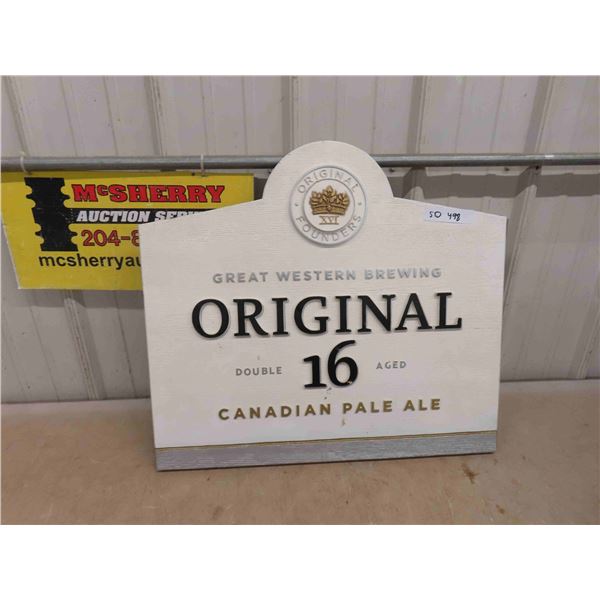 McSHERRY
AUCTION
204-8
mcsherryau
50 498
ORIGINAL
XVI
FOUNDERS
GREAT WESTERN BREWING
ORIGINAL
DOUBLE 16 AGED
CANADIAN PALE ALE